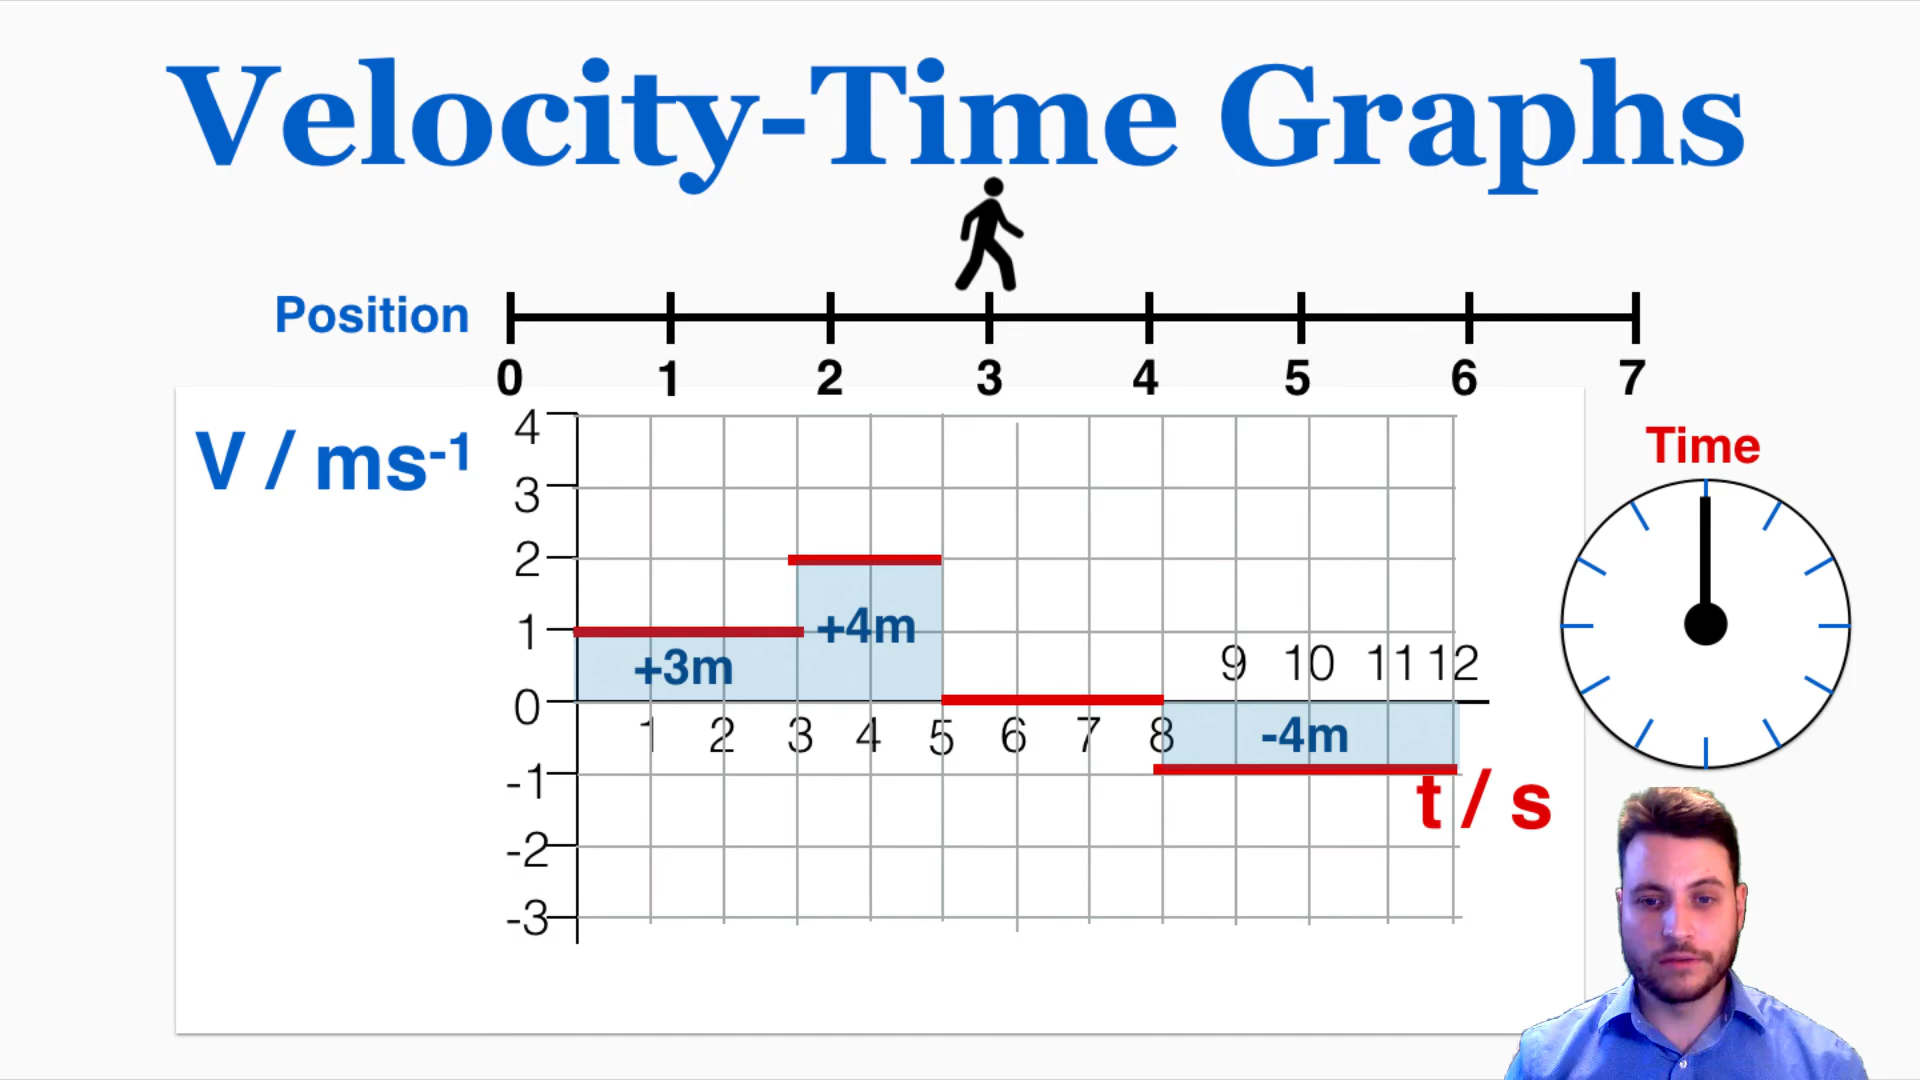 Velocity-Time Graphs
Position
0 1 2 3 4 5 6 7
V / ms⁻¹
Time
4
3
2
1
0
-1
-2
-3
+4m
+3m
9 10 11 12
1 2 3 4 5 6 7 8
-4m
t / s